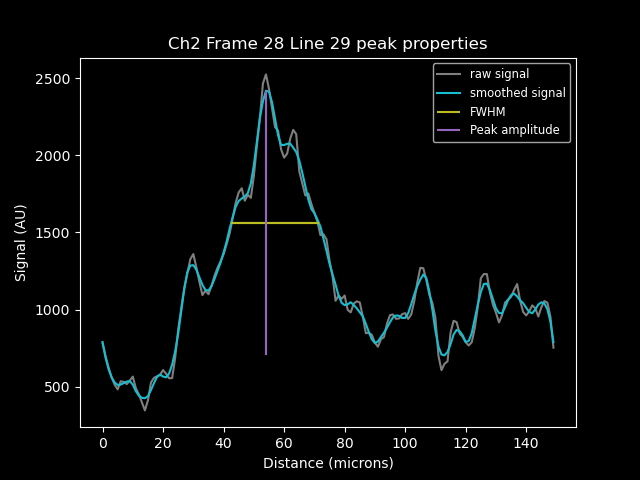 Ch2 Frame 28 Line 29 peak properties
raw signal
smoothed signal
FWHM
Peak amplitude
Signal (AU)
2500
2000
1500
1000
500
0 20 40 60 80 100 120 140
Distance (microns)